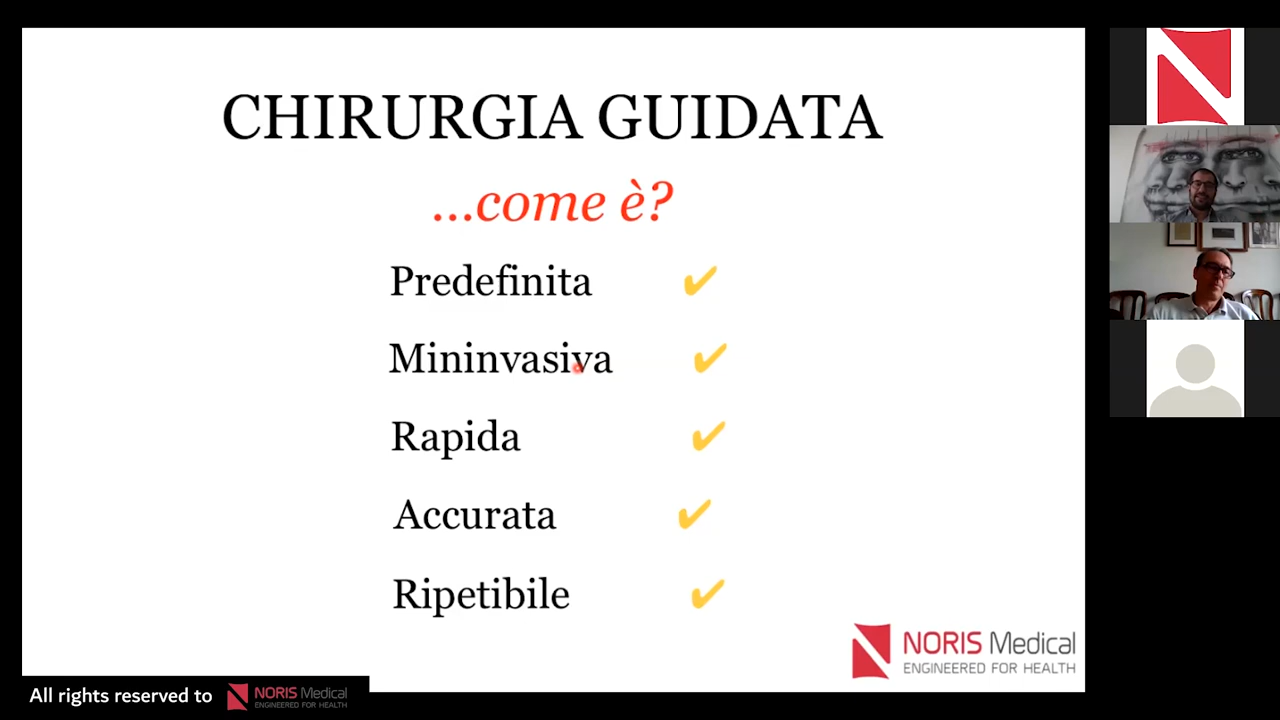 CHIRURGIA GUIDATA
...come è?
Predefinita ✔
Mininvasiva ✔
Rapida ✔
Accurata ✔
Ripetibile ✔
NORIS Medical
ENGINEERED FOR HEALTH
All rights reserved to NORIS Medical
ENGINEERED FOR HEALTH